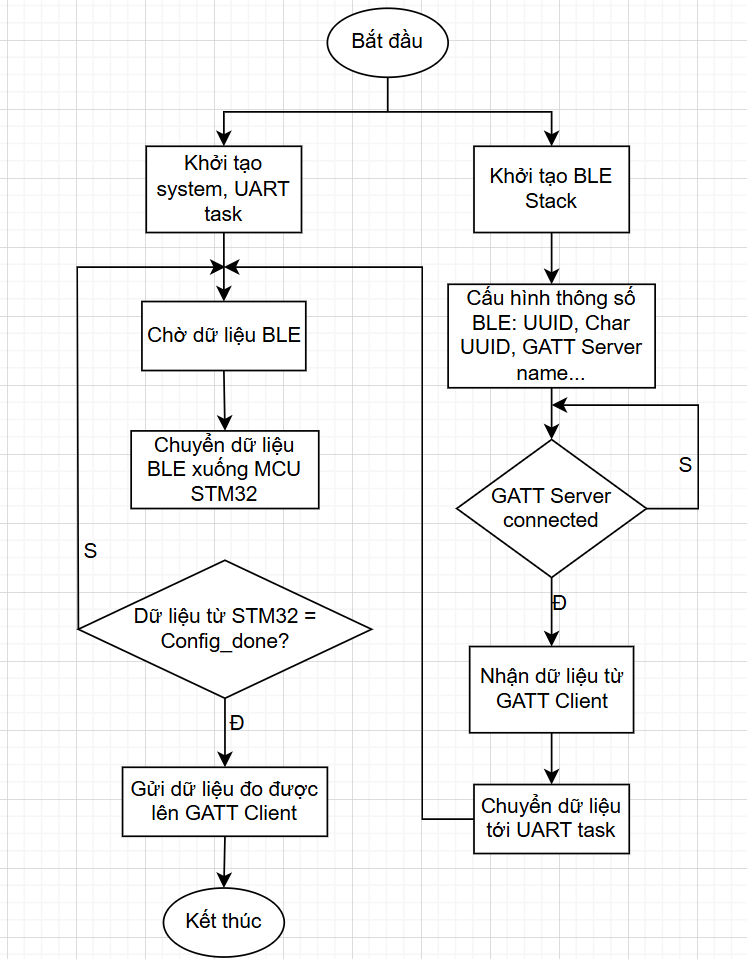 Bắt đầu
Khởi tạo
system, UART
task
Khởi tạo BLE
Stack
Chờ dữ liệu BLE
Cấu hình thông số
BLE: UUID, Char
UUID, GATT Server
name...
Chuyển dữ liệu
BLE xuống MCU
STM32
S
GATT Server
connected
S
Đ
Dữ liệu từ STM32 =
Config_done?
Đ
Nhận dữ liệu từ
GATT Client
Gửi dữ liệu đo được
lên GATT Client
Chuyển dữ liệu
tới UART task
Kết thúc